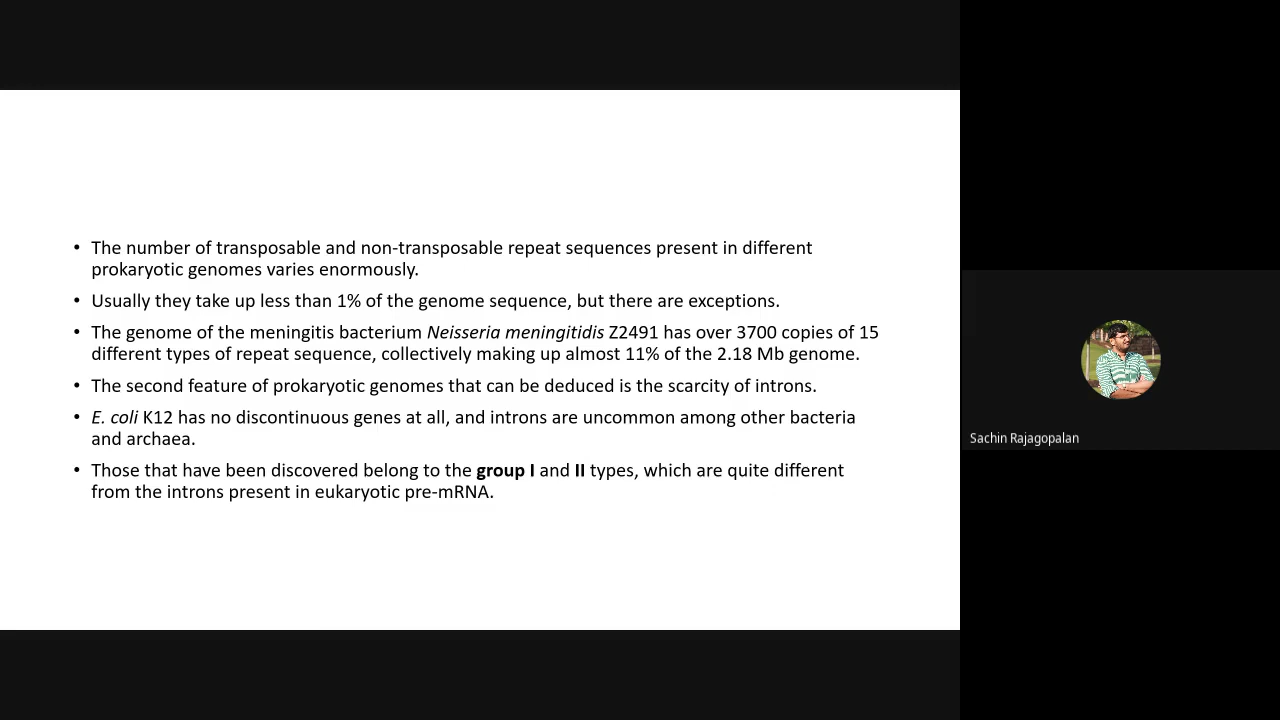 • The number of transposable and non-transposable repeat sequences present in different
prokaryotic genomes varies enormously.
• Usually they take up less than 1% of the genome sequence, but there are exceptions.
• The genome of the meningitis bacterium Neisseria meningitidis Z2491 has over 3700 copies of 15
different types of repeat sequence, collectively making up almost 11% of the 2.18 Mb genome.
• The second feature of prokaryotic genomes that can be deduced is the scarcity of introns.
• E. coli K12 has no discontinuous genes at all, and introns are uncommon among other bacteria
and archaea.
• Those that have been discovered belong to the group I and II types, which are quite different
from the introns present in eukaryotic pre-mRNA.
Sachin Rajagopalan